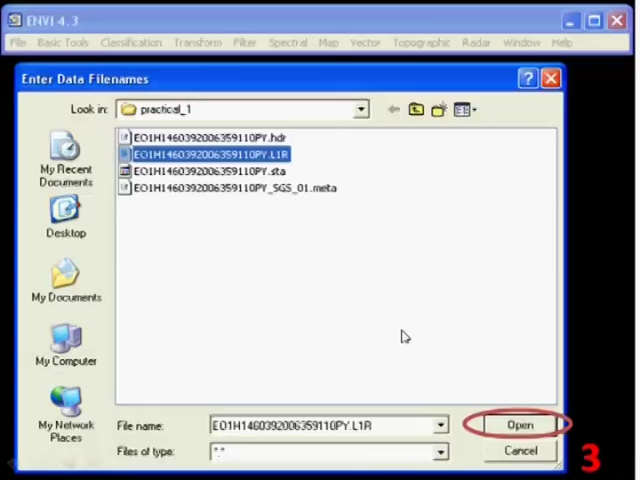 ENVI 4.3
File Basic Tools Classification Transform Filter Spectral Map Vector Topographic Radar Window Help
Enter Data Filenames
Look in: practical_1
EO1H1460392006359110PY.hdr
EO1H1460392006359110PY.L1R
EO1H1460392006359110PY.sta
EO1H1460392006359110PY_SGS_01.meta
My Recent
Documents
Desktop
My Documents
My Computer
My Network
Places
File name: EO1H1460392006359110PY.L1R Open
Files of type: *.* Cancel
3